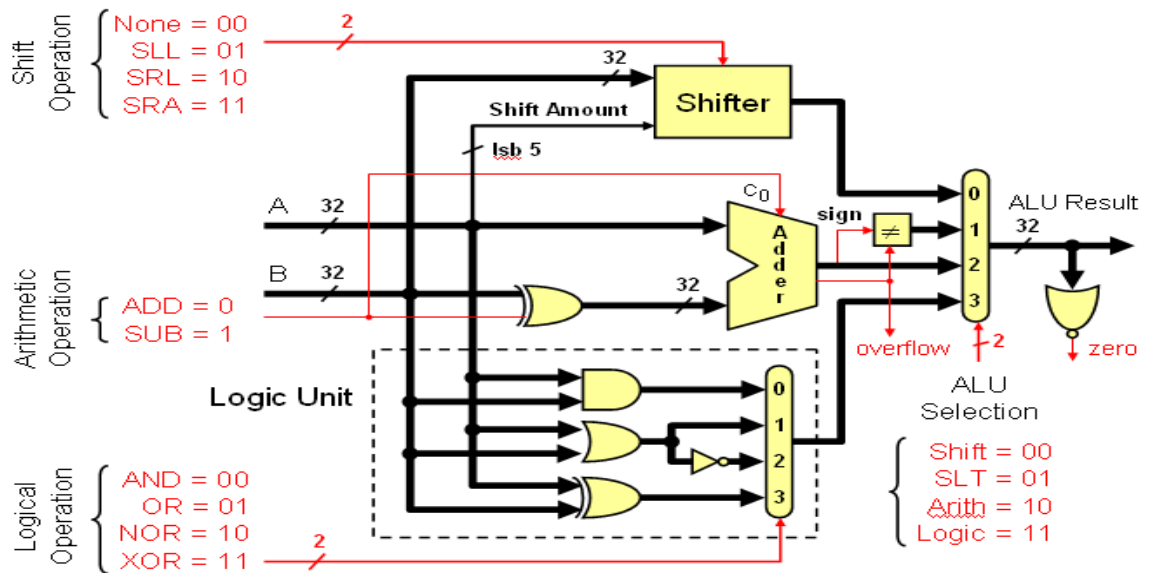 Shift
Operation
None = 00
SLL = 01
SRL = 10
SRA = 11
2
32
Shifter
Shift Amount
lsb 5
A
32
B
32
c0
Adder
32
sign
≠
0
1
2
3
ALU Result
32
overflow
2
zero
ALU
Selection
Shift = 00
SLT = 01
Arith = 10
Logic = 11
Arithmetic
Operation
ADD = 0
SUB = 1
Logic Unit
0
1
2
3
Logical
Operation
AND = 00
OR = 01
NOR = 10
XOR = 11
2